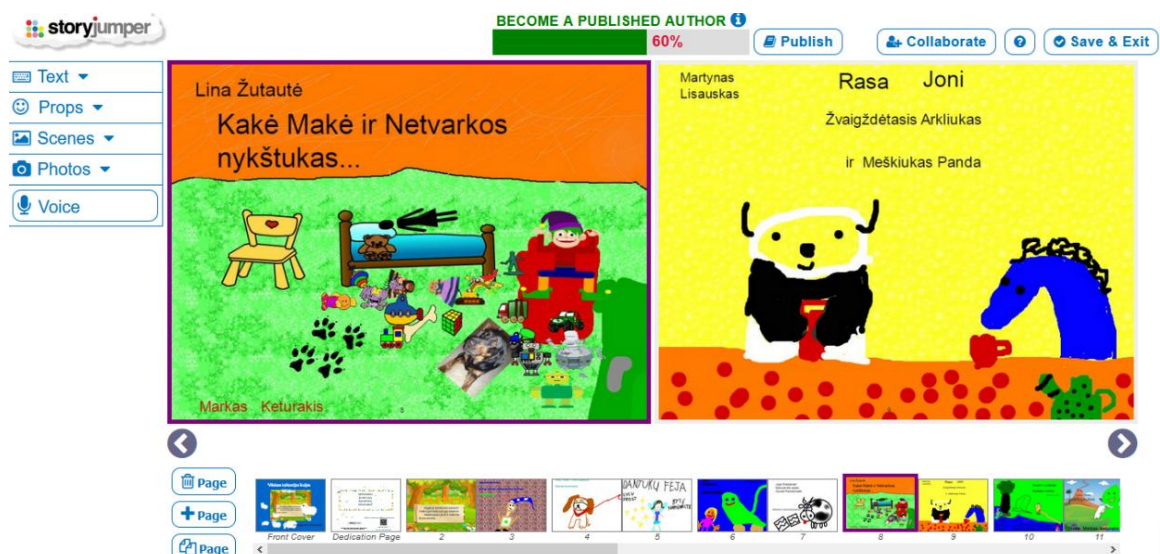 storyjumper
BECOME A PUBLISHED AUTHOR
60%
Publish
Collaborate
?
Save & Exit
Text
Props
Scenes
Photos
Voice
Lina Žutautė
Kakė Makė ir Netvarkos
nykštukas...
Markas Keturakis
Martynas
Lisauskas
Rasa Joni
Žvaigždėtasis Arkliukas
ir Meškiukas Panda
Page
+ Page
Page
DANTUKŲ FĖJA
Front Cover
Dedication Page
2
3
4
5
6
7
8
9
10
11